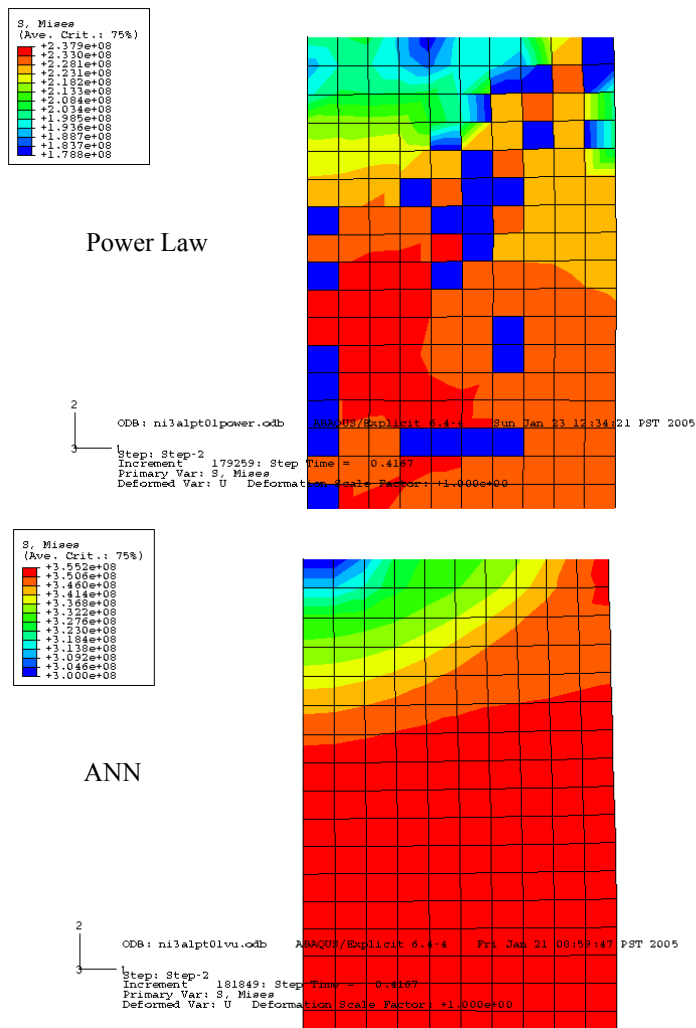 S, Mises
(Ave. Crit.: 75%)
+2.379e+08
+2.330e+08
+2.281e+08
+2.231e+08
+2.182e+08
+2.133e+08
+2.084e+08
+2.034e+08
+1.985e+08
+1.936e+08
+1.887e+08
+1.837e+08
+1.788e+08
Power Law
2
3 1
ODB: ni3alpt01power.odb ABAQUS/Explicit 6.4-4 Sun Jan 23 12:34:21 PST 2005
Step: Step-2
Increment 179259: Step Time = 0.4167
Primary Var: S, Mises
Deformed Var: U Deformation Scale Factor: +1.000e+00
S, Mises
(Ave. Crit.: 75%)
+3.552e+08
+3.506e+08
+3.460e+08
+3.414e+08
+3.368e+08
+3.322e+08
+3.276e+08
+3.230e+08
+3.184e+08
+3.138e+08
+3.092e+08
+3.046e+08
+3.000e+08
ANN
2
3 1
ODB: ni3alpt01vu.odb ABAQUS/Explicit 6.4-4 Fri Jan 21 08:59:47 PST 2005
Step: Step-2
Increment 181849: Step Time = 0.4167
Primary Var: S, Mises
Deformed Var: U Deformation Scale Factor: +1.000e+00